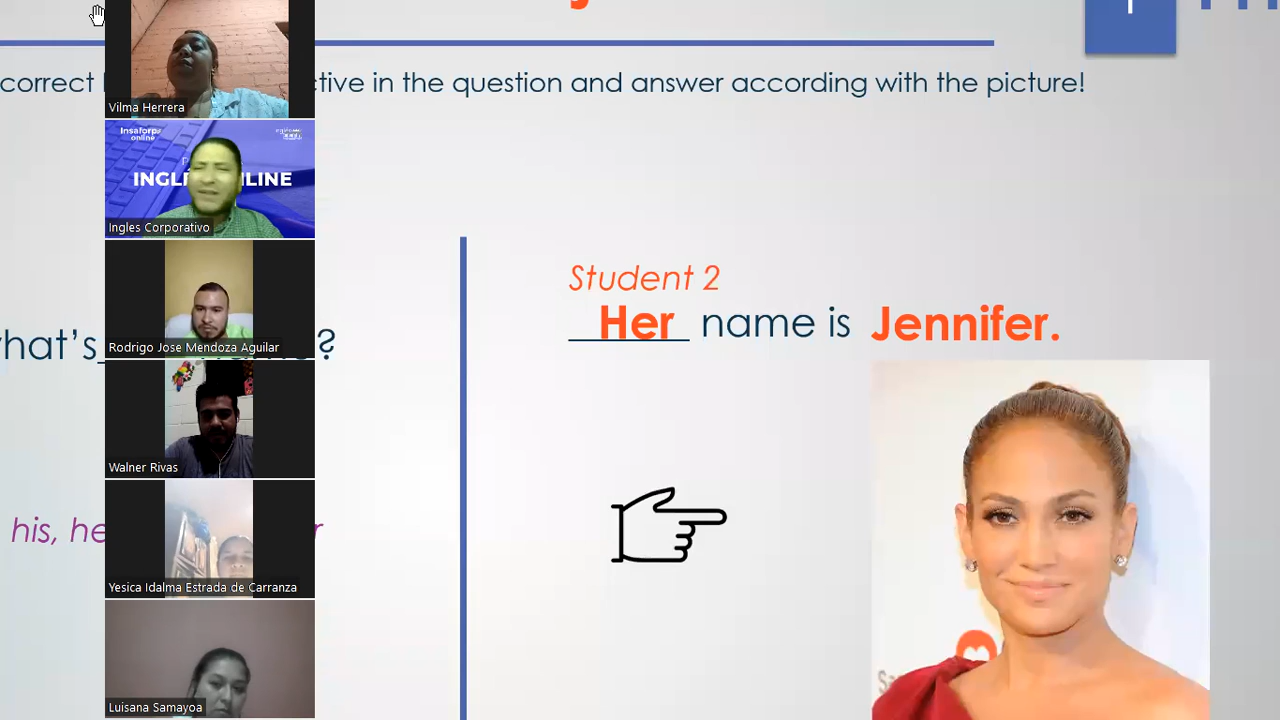 correct
ctive in the question and answer according with the picture!
Vilma Herrera
Insaforp
online
INGL
LINE
Ingles Corporativo
Student 2
Her name is Jennifer.
hat's
?
Rodrigo Jose Mendoza Aguilar
Walner Rivas
his, he
r
Yesica Idalma Estrada de Carranza
Luisana Samayoa